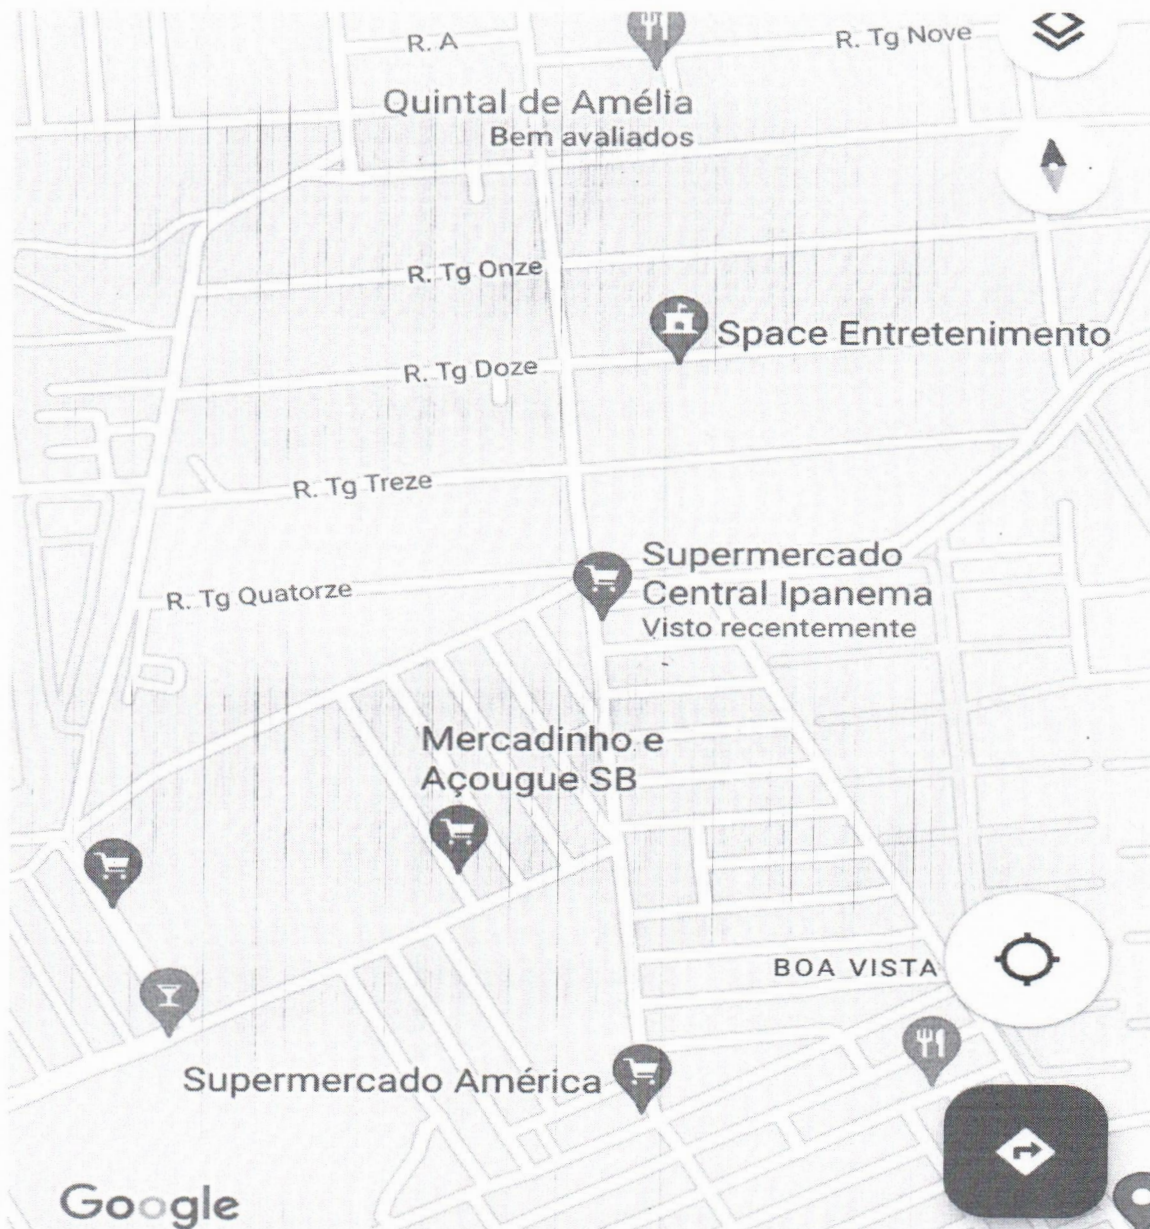 R. A
R. Tg Nove
Quintal de Amélia
Bem avaliados
R. Tg Onze
Space Entretenimento
R. Tg Doze
R. Tg Treze
Supermercado
Central Ipanema
Visto recentemente
R. Tg Quatorze
Mercadinho e
Açougue SB
BOA VISTA
Supermercado América
Google